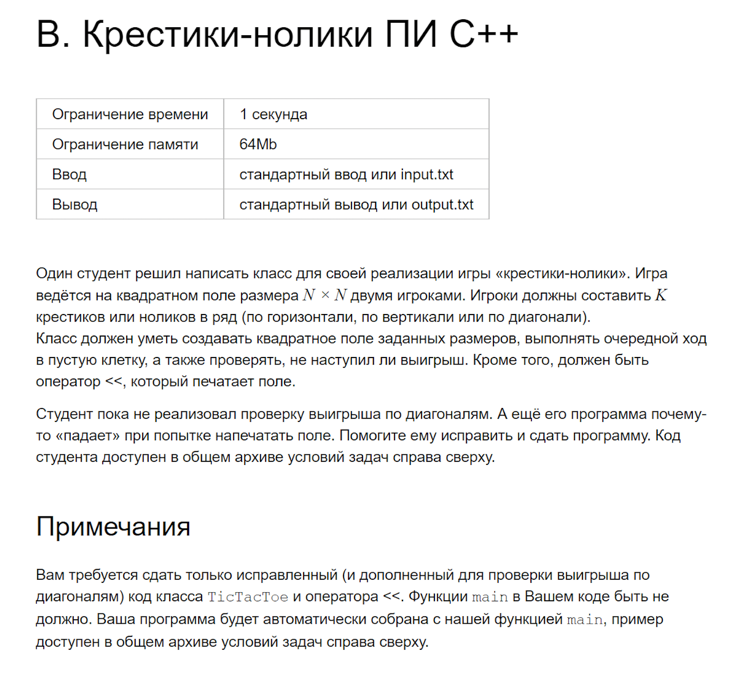 B. Крестики-нолики ПИ C++
Ограничение времени 1 секунда
Ограничение памяти 64Mb
Ввод стандартный ввод или input.txt
Вывод стандартный вывод или output.txt
Один студент решил написать класс для своей реализации игры «крестики-нолики». Игра
ведётся на квадратном поле размера N × N двумя игроками. Игроки должны составить K
крестиков или ноликов в ряд (по горизонтали, по вертикали или по диагонали).
Класс должен уметь создавать квадратное поле заданных размеров, выполнять очередной ход
в пустую клетку, а также проверять, не наступил ли выигрыш. Кроме того, должен быть
оператор <<, который печатает поле.
Студент пока не реализовал проверку выигрыша по диагоналям. А ещё его программа почему-
то «падает» при попытке напечатать поле. Помогите ему исправить и сдать программу. Код
студента доступен в общем архиве условий задач справа сверху.
Примечания
Вам требуется сдать только исправленный (и дополненный для проверки выигрыша по
диагоналям) код класса TicTacToe и оператора <<. Функции main в Вашем коде быть не
должно. Ваша программа будет автоматически собрана с нашей функцией main, пример
доступен в общем архиве условий задач справа сверху.